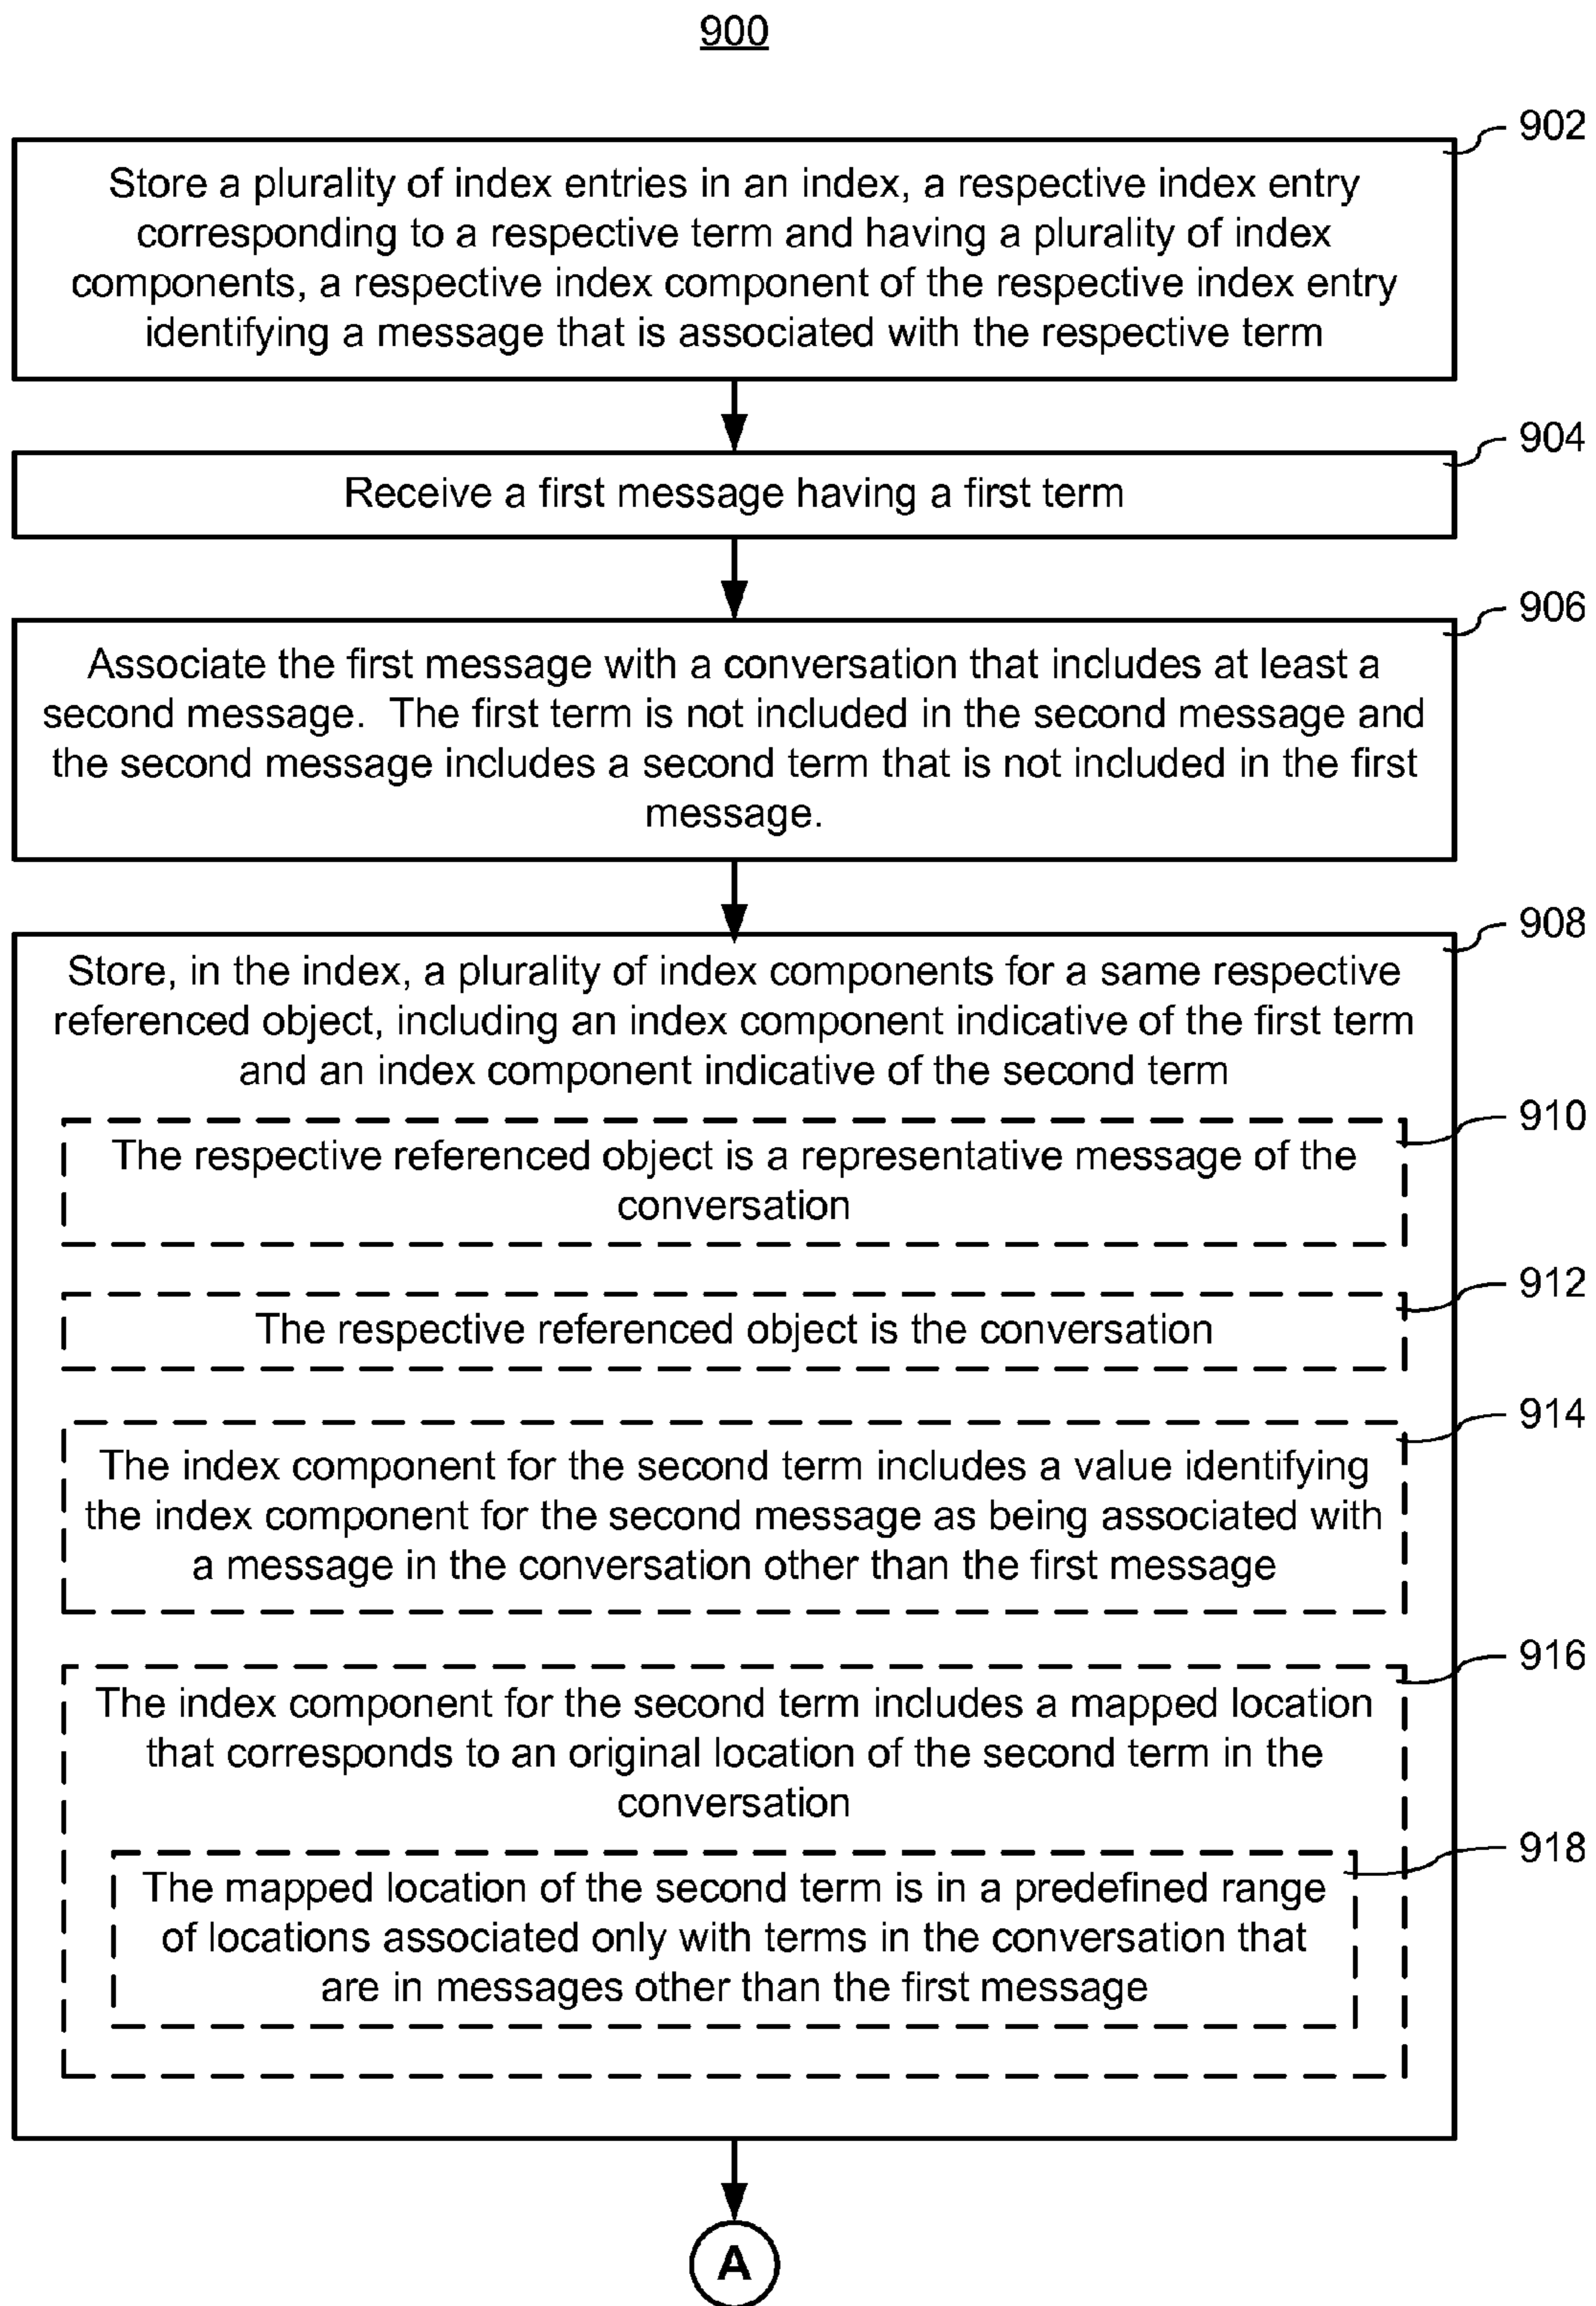 900
902
Store a plurality of index entries in an index, a respective index entry
corresponding to a respective term and having a plurality of index
components, a respective index component of the respective index entry
identifying a message that is associated with the respective term
904
Receive a first message having a first term
906
Associate the first message with a conversation that includes at least a
second message.  The first term is not included in the second message and
the second message includes a second term that is not included in the first
message.
908
Store, in the index, a plurality of index components for a same respective
referenced object, including an index component indicative of the first term
and an index component indicative of the second term
910
The respective referenced object is a representative message of the
conversation
912
The respective referenced object is the conversation
914
The index component for the second term includes a value identifying
the index component for the second message as being associated with
a message in the conversation other than the first message
916
The index component for the second term includes a mapped location
that corresponds to an original location of the second term in the
conversation
918
The mapped location of the second term is in a predefined range
of locations associated only with terms in the conversation that
are in messages other than the first message
A